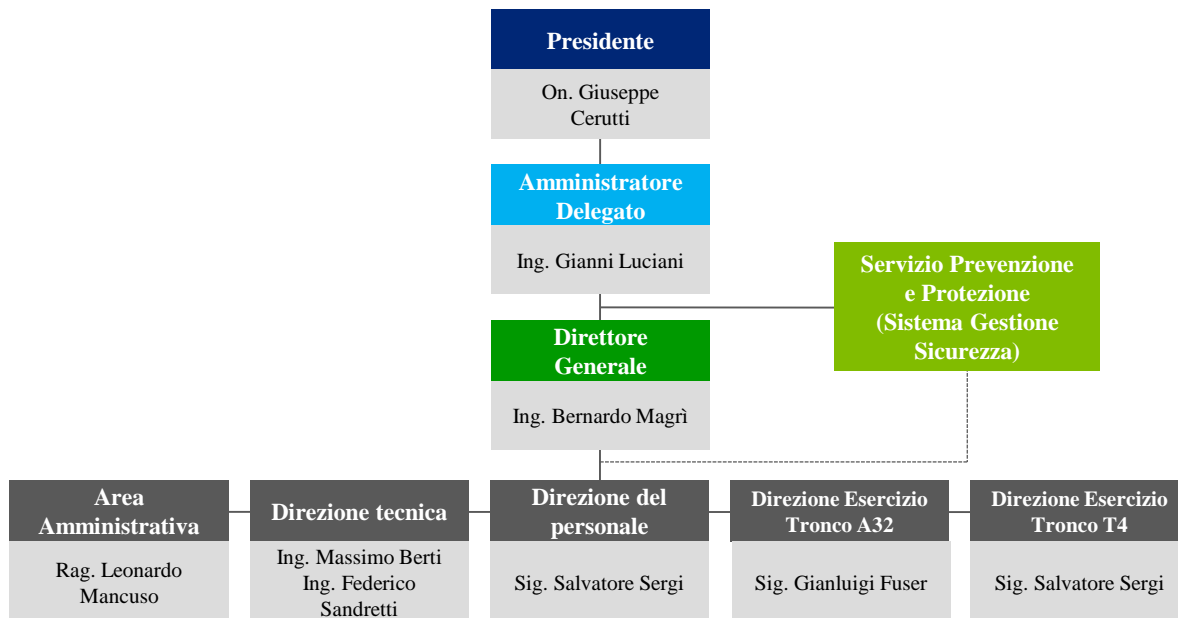 Presidente
On. Giuseppe
Cerutti
Amministratore
Delegato
Ing. Gianni Luciani
Servizio Prevenzione
e Protezione
(Sistema Gestione
Sicurezza)
Direttore
Generale
Ing. Bernardo Magrì
Area
Amministrativa
Rag. Leonardo
Mancuso
Direzione tecnica
Ing. Massimo Berti
Ing. Federico
Sandretti
Direzione del
personale
Sig. Salvatore Sergi
Direzione Esercizio
Tronco A32
Sig. Gianluigi Fuser
Direzione Esercizio
Tronco T4
Sig. Salvatore Sergi